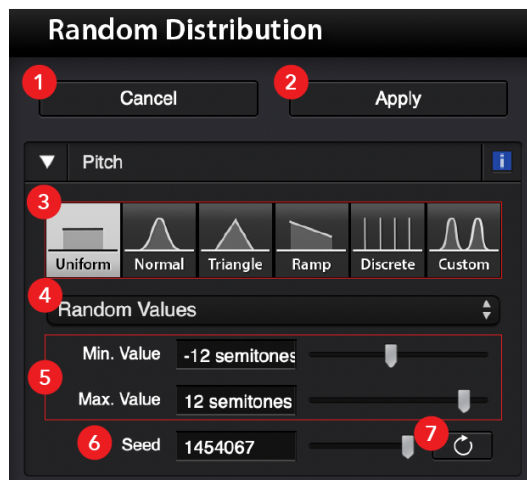 Random Distribution
1 Cancel 2 Apply
Pitch i
3
Uniform Normal Triangle Ramp Discrete Custom
4
Random Values
5
Min. Value -12 semitones
Max. Value 12 semitones
6 Seed 1454067 7